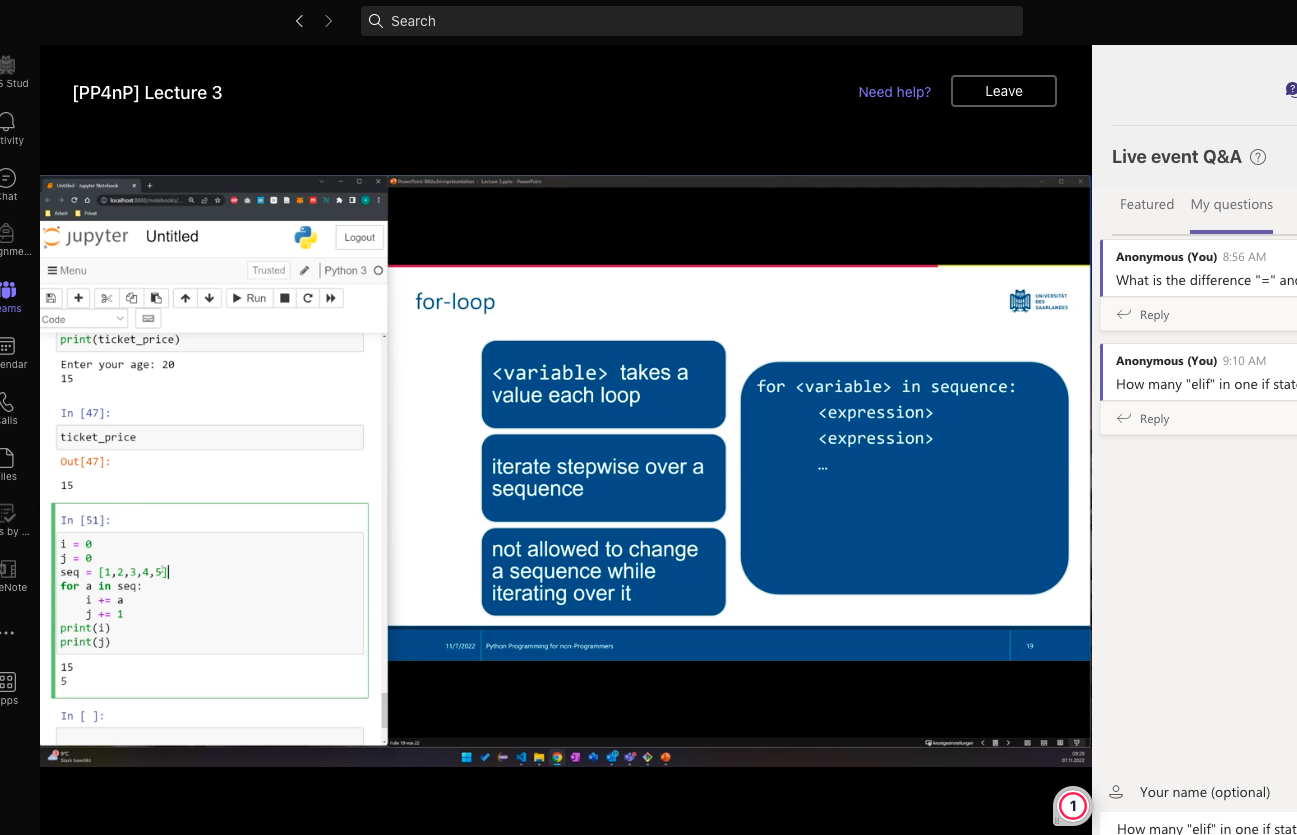 Search
S Stud
tivity
Chat
gnme...
eams
endar
Calls
Files
s by ...
eNote
...
pps
[PP4nP] Lecture 3
Need help?
Leave
Untitled - Jupyter Notebook
localhost:8888/notebooks/...
Arbeit
Privat
jupyter Untitled
Logout
Menu
Trusted
Python 3
Run
Code
print(ticket_price)
Enter your age: 20
15
In [47]:
ticket_price
Out[47]:
15
In [51]:
i = 0
j = 0
seq = [1,2,3,4,5]
for a in seq:
i += a
j += 1
print(i)
print(j)
15
5
In [ ]:
PowerPoint-Bildschirmpräsentation - Lecture 3.pptx - PowerPoint
for-loop
UNIVERSITÄT
DES
SAARLANDES
<variable> takes a
value each loop
iterate stepwise over a
sequence
not allowed to change
a sequence while
iterating over it
for <variable> in sequence:
<expression>
<expression>
…
11/7/2022
Python Programming for non-Programmers
19
Folie 19 von 22
Anzeigeeinstellungen
9°C
Stark bewölkt
09:29
07.11.2022
1
?
Live event Q&A ?
Featured
My questions
Anonymous (You) 8:56 AM
What is the difference "=" and
Reply
Anonymous (You) 9:10 AM
How many "elif" in one if state
Reply
Your name (optional)
How many "elif" in one if stat